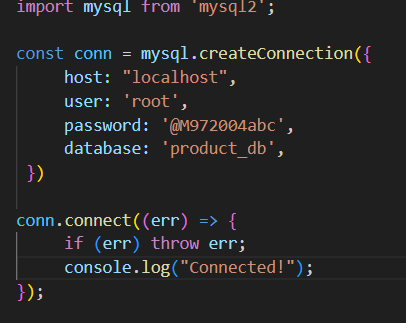 import mysql from 'mysql2';
const conn = mysql.createConnection({
host: "localhost",
user: 'root',
password: '@M972004abc',
database: 'product_db',
})
conn.connect((err) => {
if (err) throw err;
console.log("Connected!");
});